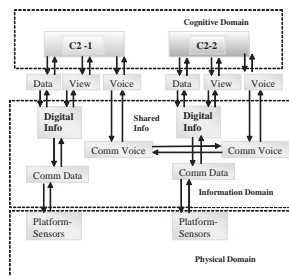 Cognitive Domain
C2 -1 C2-2
Data View Voice Data View Voice
Digital Info Shared Info Digital Info
Comm Voice Comm Voice
Comm Data Comm Data
Information Domain
Platform- Sensors Platform- Sensors
Physical Domain